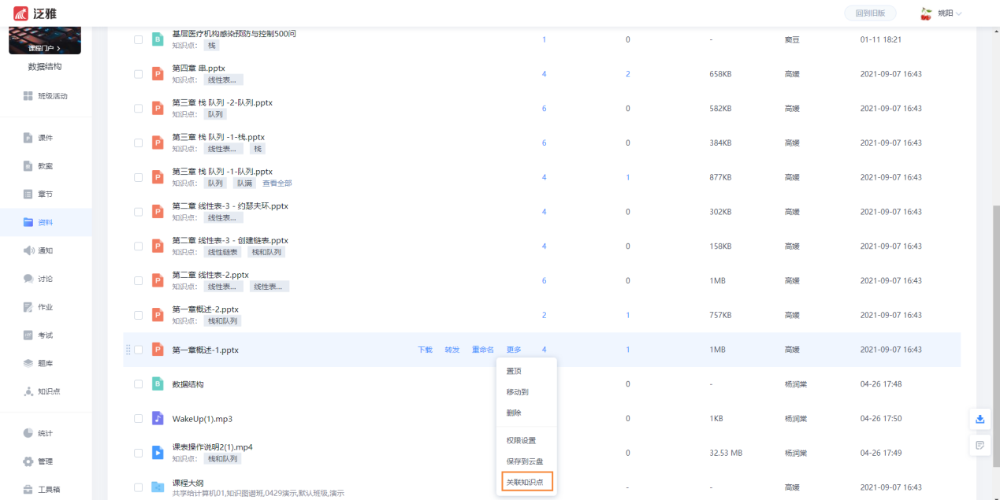 泛雅
回到旧版
姚阳
课程门户 >
数据结构
班级活动
课件
教案
章节
资料
通知
讨论
作业
考试
题库
知识点
统计
管理
工具箱
基层医疗机构感染预防与控制500问 1 0 - 窦豆 01-11 18:21
知识点： 栈
第四章 串.pptx 4 2 658KB 高媛 2021-09-07 16:43
知识点： 线性表...
第三章 栈 队列 -2-队列.pptx 6 0 582KB 高媛 2021-09-07 16:43
知识点： 队列
第三章 栈 队列 -1-栈.pptx 6 0 384KB 高媛 2021-09-07 16:43
知识点： 线性表... 栈
第三章 栈 队列 -1-队列.pptx 4 1 877KB 高媛 2021-09-07 16:43
知识点： 队列 队满 查看全部
第二章 线性表-3 - 约瑟夫环.pptx 4 0 302KB 高媛 2021-09-07 16:43
知识点： 线性表...
第二章 线性表-3 - 创建链表.pptx 4 0 158KB 高媛 2021-09-07 16:43
知识点： 线性链表 栈和队列
第二章 线性表-2.pptx 6 0 1MB 高媛 2021-09-07 16:43
知识点： 线性表... 线性表...
第一章概述-2.pptx 2 1 757KB 高媛 2021-09-07 16:43
知识点： 栈和队列
第一章概述-1.pptx 下载 转发 重命名 更多 4 1 1MB 高媛 2021-09-07 16:43
置顶
移动到
删除
权限设置
保存到云盘
关联知识点
数据结构 0 - 杨润棠 04-26 17:48
WakeUp(1).mp3 0 1KB 杨润棠 04-26 17:50
课表操作说明2(1).mp4 0 32.53 MB 杨润棠 04-26 17:49
知识点： 栈和队列
课程大纲 - - 高媛 2021-09-07 16:43
共享给计算机01,知识图谱班,0429演示,默认班级,演示